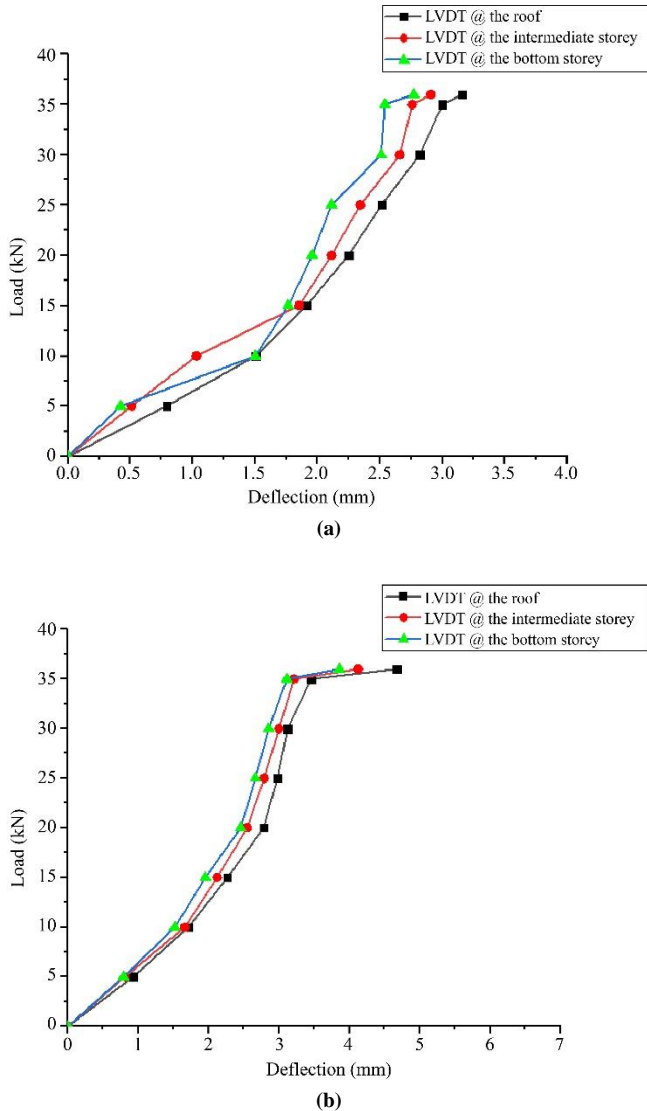 LVDT @ the roof
LVDT @ the intermediate storey
LVDT @ the bottom storey
40
35
30
25
20
15
10
5
0
Load (kN)
0.0 0.5 1.0 1.5 2.0 2.5 3.0 3.5 4.0
Deflection (mm)
(a)
LVDT @ the roof
LVDT @ the intermediate storey
LVDT @ the bottom storey
40
35
30
25
20
15
10
5
0
Load (kN)
0 1 2 3 4 5 6 7
Deflection (mm)
(b)